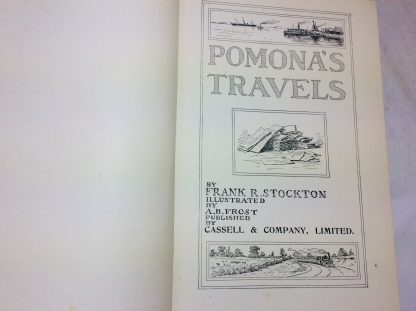 POMONA'S
TRAVELS
BY
FRANK R. STOCKTON
ILLUSTRATED
BY
A.B. FROST
PUBLISHED
BY
CASSELL & COMPANY, LIMITED.